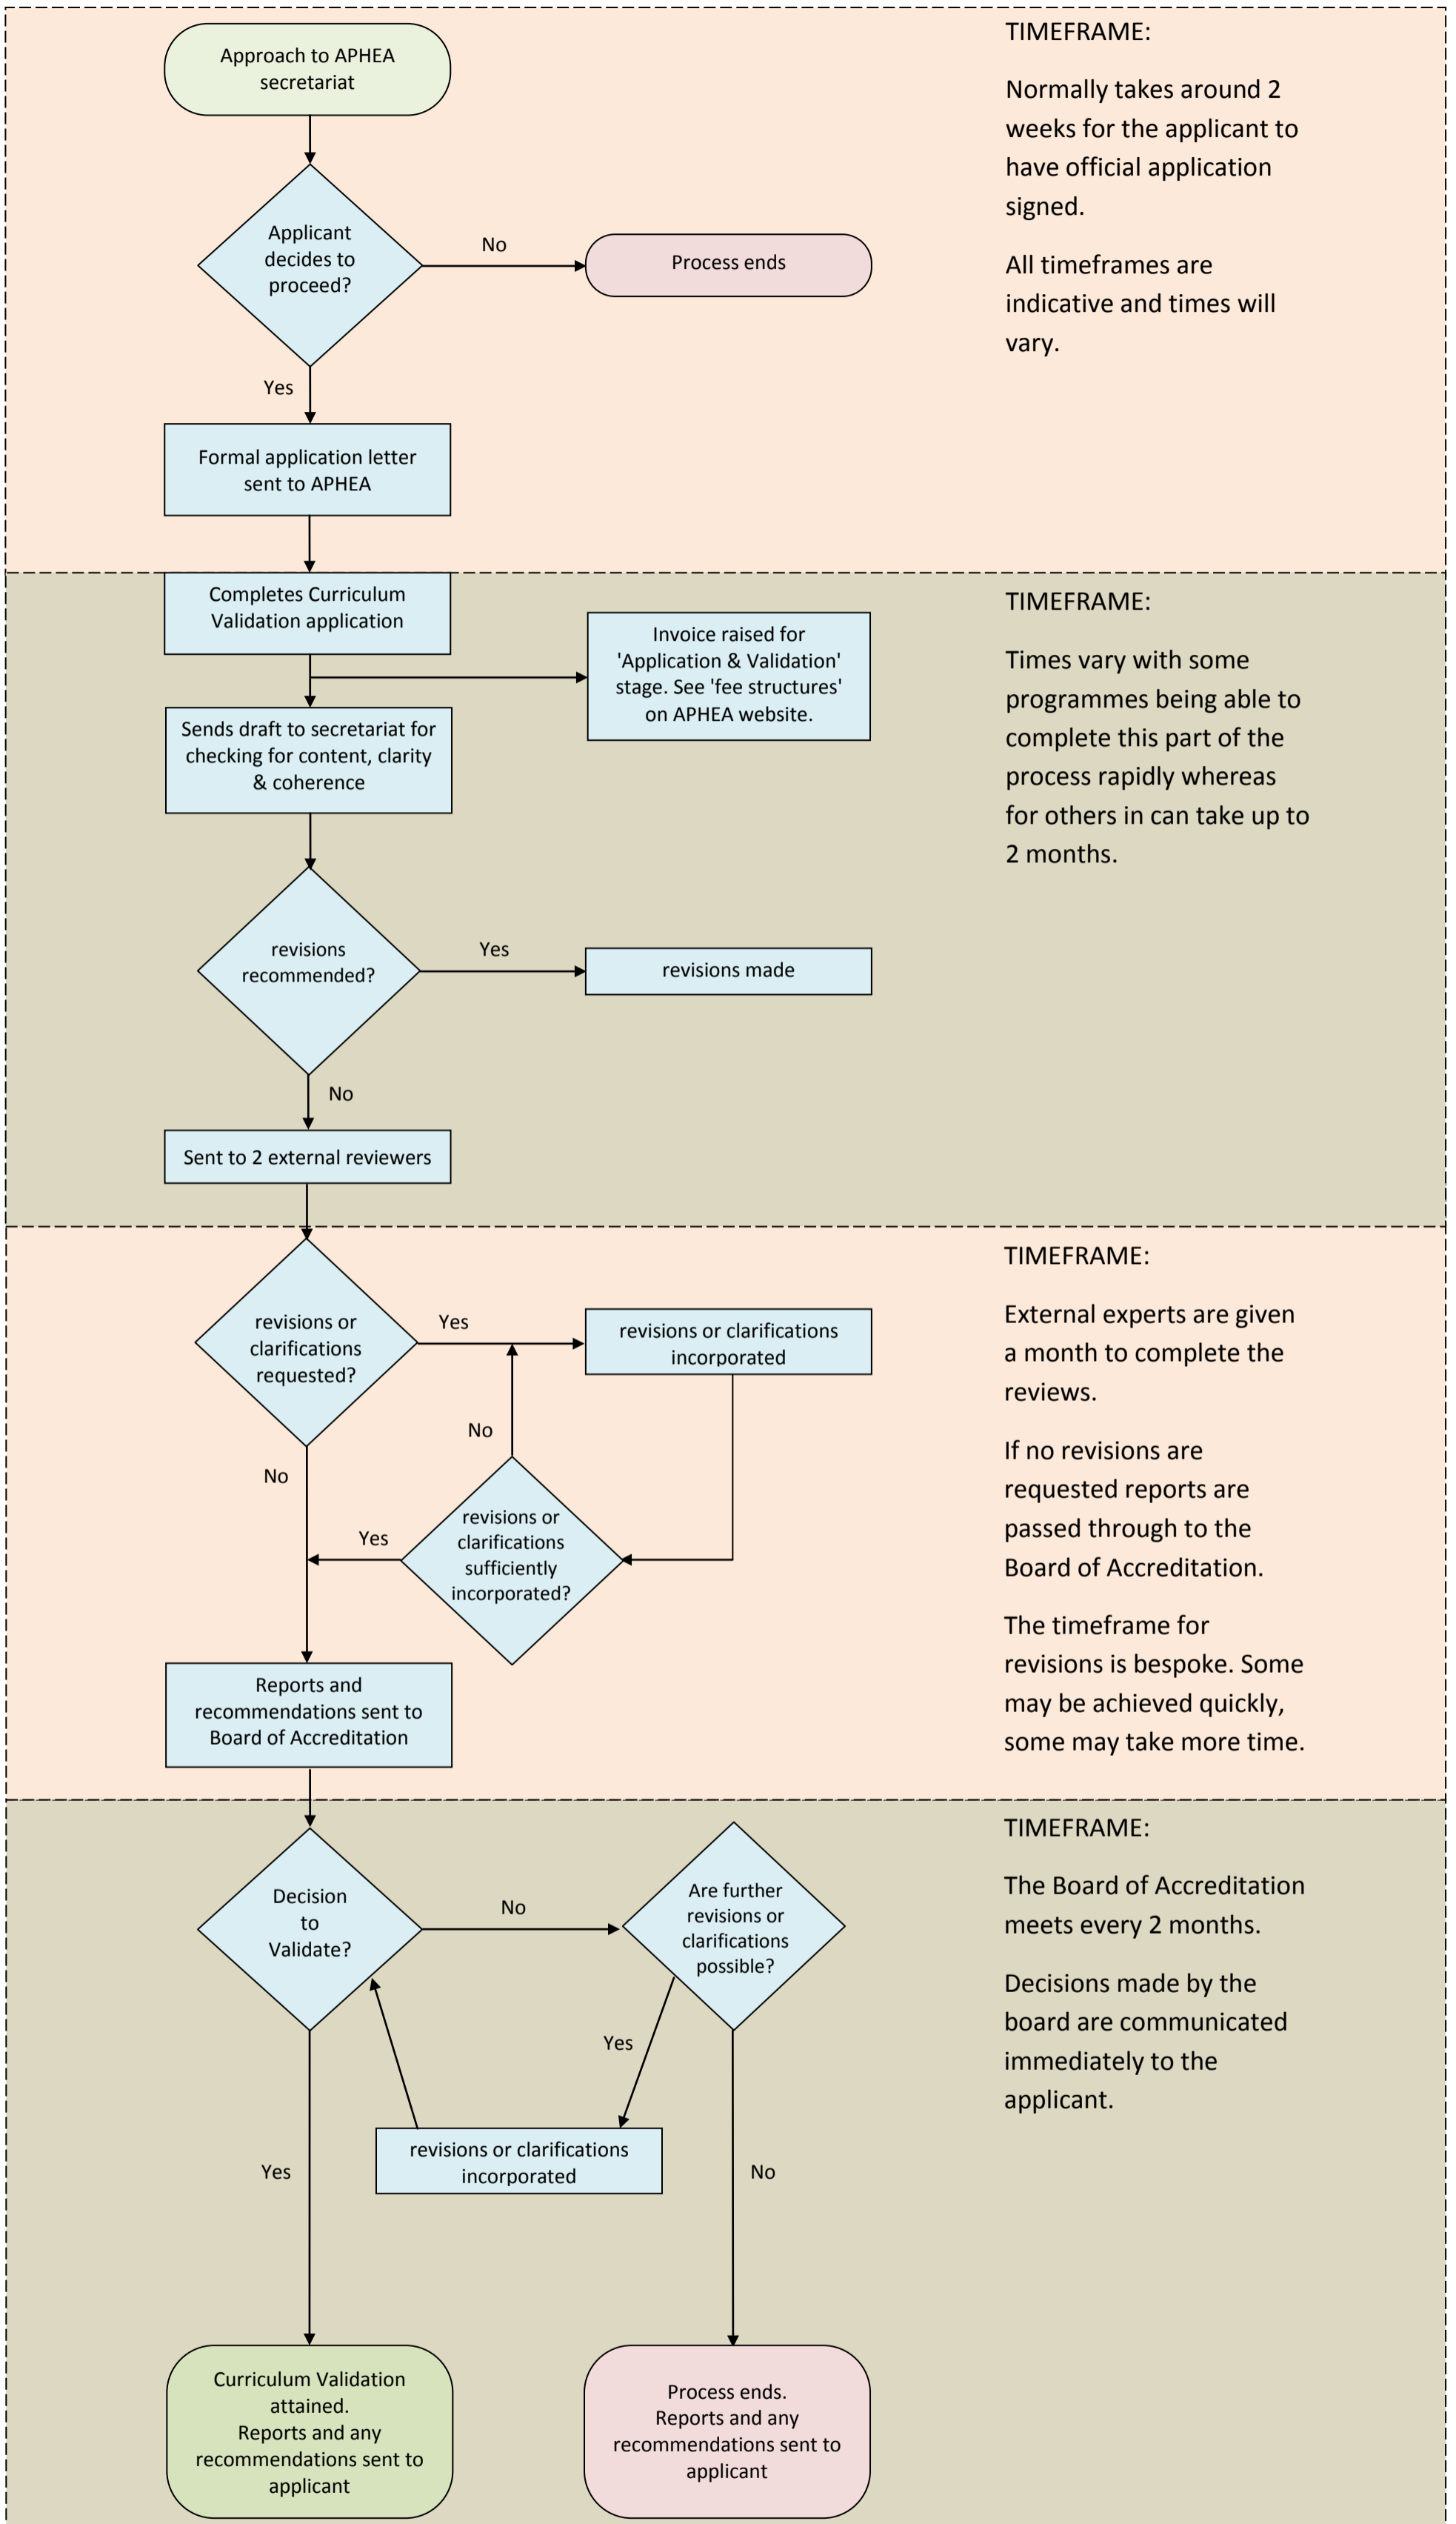 Approach to APHEA
secretariat
TIMEFRAME:
Normally takes around 2
weeks for the applicant to
have official application
signed.
All timeframes are
indicative and times will
vary.
Applicant
decides to
proceed?
No
Process ends
Yes
Formal application letter
sent to APHEA
Completes Curriculum
Validation application
Invoice raised for
'Application & Validation'
stage. See 'fee structures'
on APHEA website.
TIMEFRAME:
Times vary with some
programmes being able to
complete this part of the
process rapidly whereas
for others in can take up to
2 months.
Sends draft to secretariat for
checking for content, clarity
& coherence
revisions
recommended?
Yes
revisions made
No
Sent to 2 external reviewers
TIMEFRAME:
External experts are given
a month to complete the
reviews.
If no revisions are
requested reports are
passed through to the
Board of Accreditation.
The timeframe for
revisions is bespoke. Some
may be achieved quickly,
some may take more time.
revisions or
clarifications
requested?
Yes
revisions or clarifications
incorporated
No
No
Yes
revisions or
clarifications
sufficiently
incorporated?
Reports and
recommendations sent to
Board of Accreditation
TIMEFRAME:
The Board of Accreditation
meets every 2 months.
Decisions made by the
board are communicated
immediately to the
applicant.
Decision
to
Validate?
No
Are further
revisions or
clarifications
possible?
Yes
revisions or clarifications
incorporated
Yes
No
Curriculum Validation
attained.
Reports and any
recommendations sent to
applicant
Process ends.
Reports and any
recommendations sent to
applicant